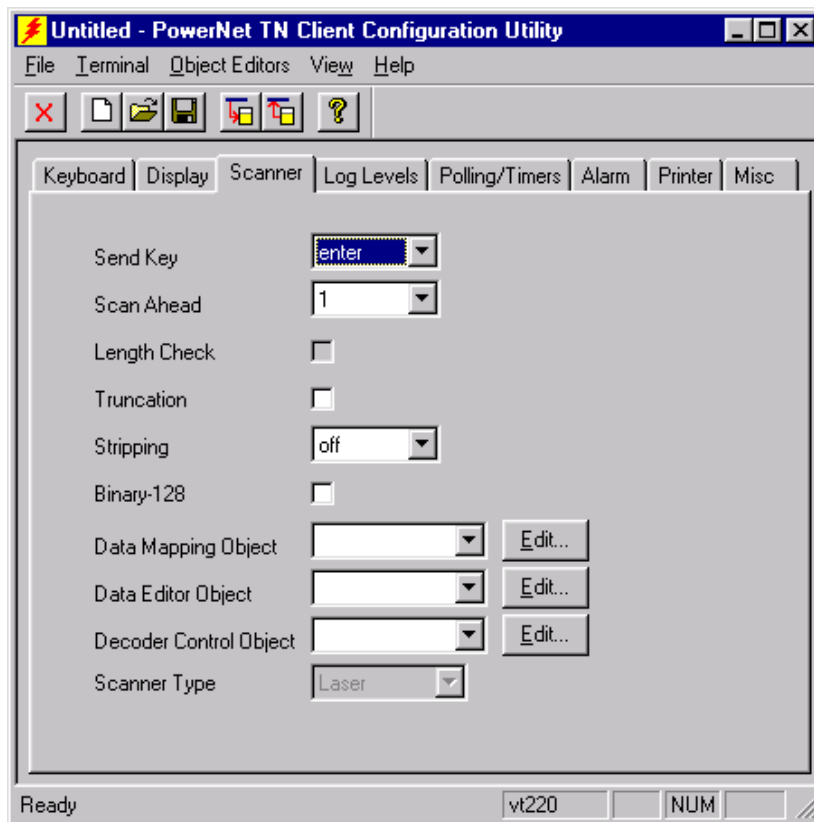 Untitled - PowerNet TN Client Configuration Utility
File Terminal Object Editors View Help
Keyboard Display Scanner Log Levels Polling/Timers Alarm Printer Misc
Send Key enter
Scan Ahead 1
Length Check
Truncation
Stripping off
Binary-128
Data Mapping Object Edit...
Data Editor Object Edit...
Decoder Control Object Edit...
Scanner Type Laser
Ready vt220 NUM